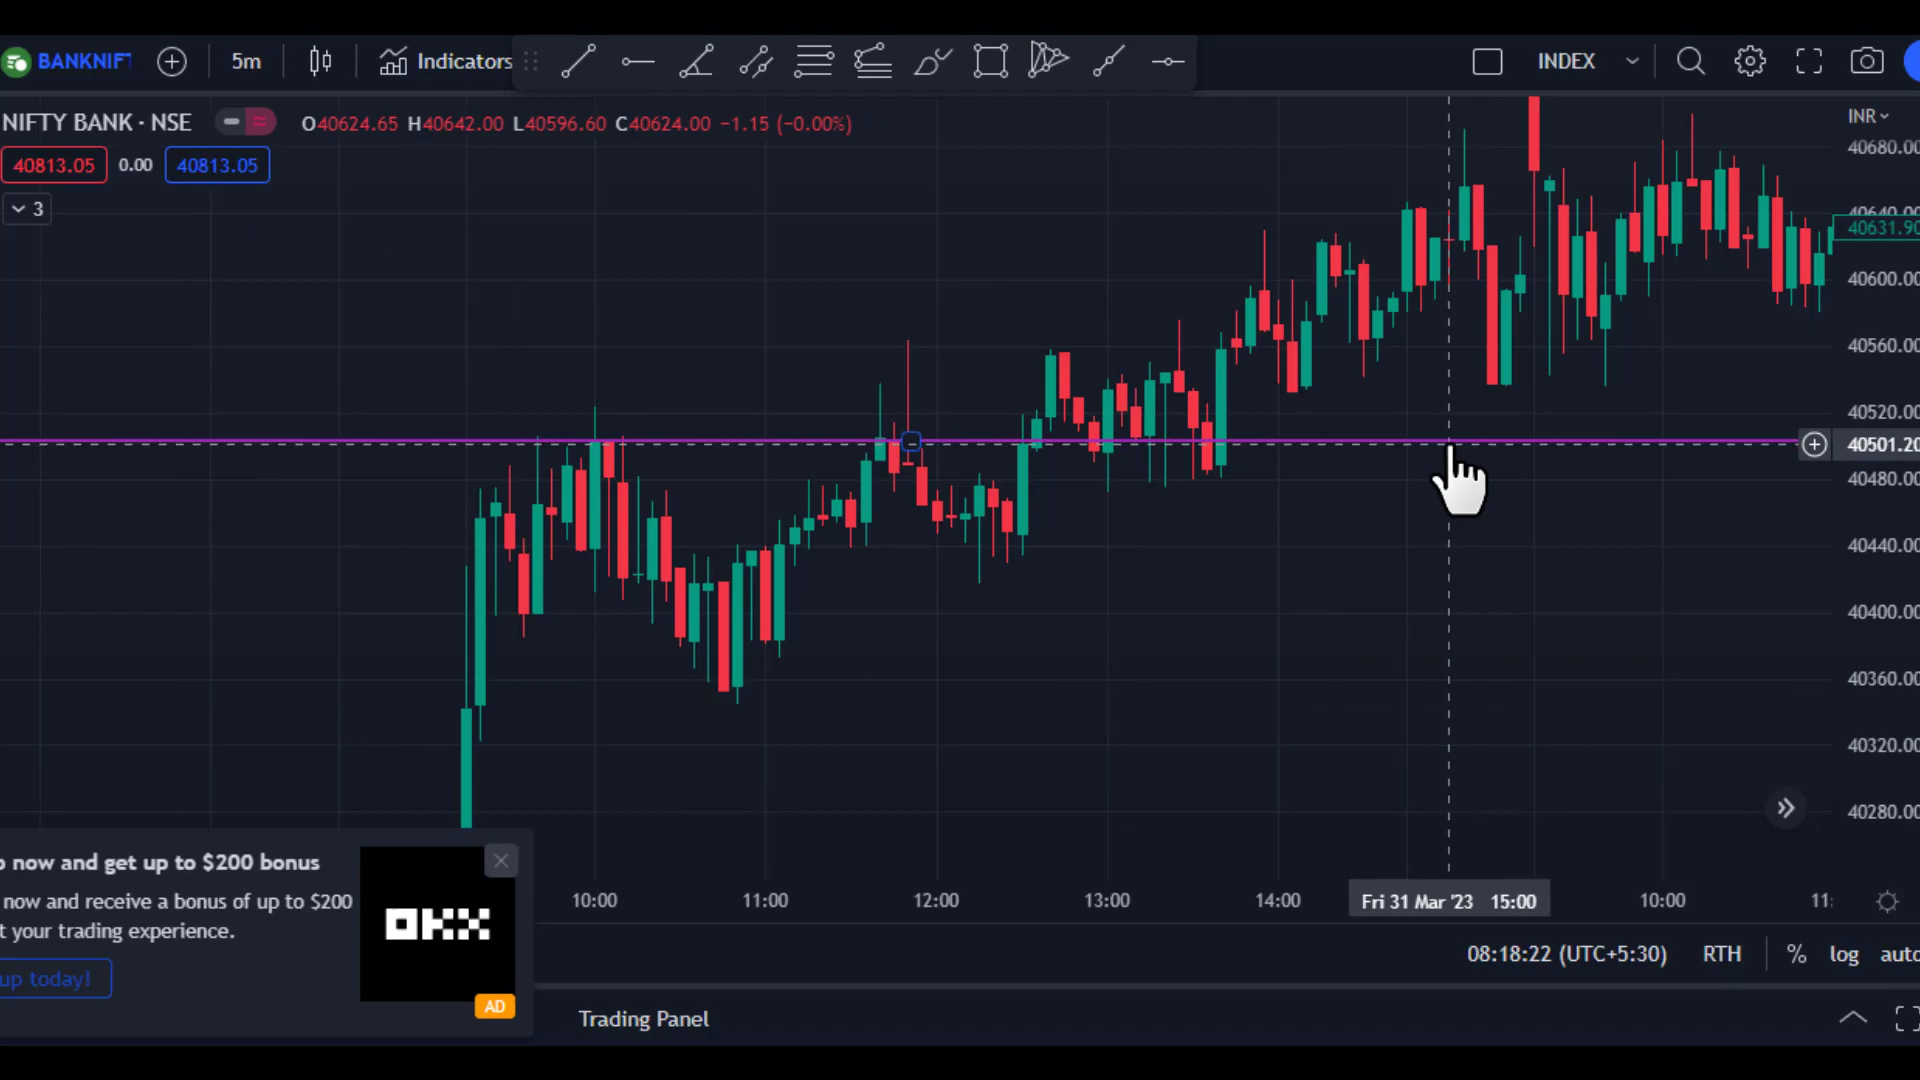 BANKNIFT 5m Indicators INDEX
NIFTY BANK · NSE O40624.65 H40642.00 L40596.60 C40624.00 −1.15 (−0.00%) INR
40813.05 0.00 40813.05
3
40680.00
40640.00
40631.90
40600.00
40560.00
40520.00
40501.20
40480.00
40440.00
40400.00
40360.00
40320.00
40280.00
10:00 11:00 12:00 13:00 14:00 Fri 31 Mar '23 15:00 10:00 11:
now and get up to $200 bonus
now and receive a bonus of up to $200
t your trading experience.
up today!
OKX
AD
08:18:22 (UTC+5:30) RTH % log auto
Trading Panel